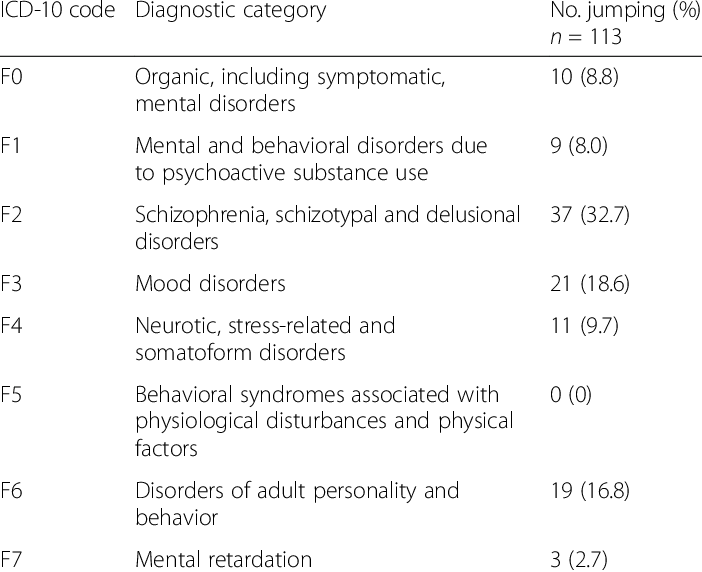 ICD-10 code Diagnostic category No. jumping (%)
n = 113
F0 Organic, including symptomatic, 10 (8.8)
mental disorders
F1 Mental and behavioral disorders due 9 (8.0)
to psychoactive substance use
F2 Schizophrenia, schizotypal and delusional 37 (32.7)
disorders
F3 Mood disorders 21 (18.6)
F4 Neurotic, stress-related and 11 (9.7)
somatoform disorders
F5 Behavioral syndromes associated with 0 (0)
physiological disturbances and physical
factors
F6 Disorders of adult personality and 19 (16.8)
behavior
F7 Mental retardation 3 (2.7)